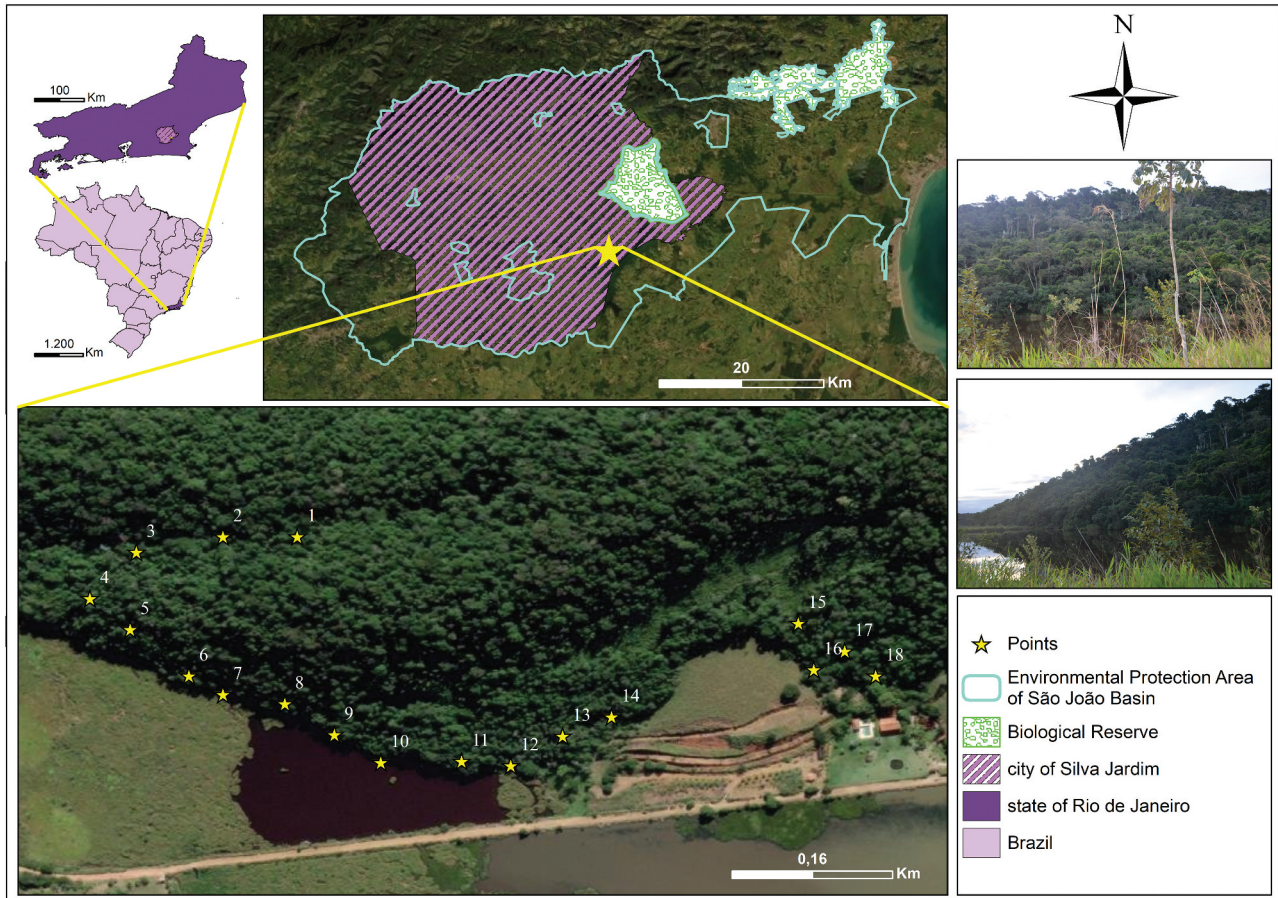 100
Km
1.200
Km
20
Km
N
1
2
3
4
5
6
7
8
9
10
11
12
13
14
15
16
17
18
0,16
Km
Points
Environmental Protection Area
of São João Basin
Biological Reserve
city of Silva Jardim
state of Rio de Janeiro
Brazil